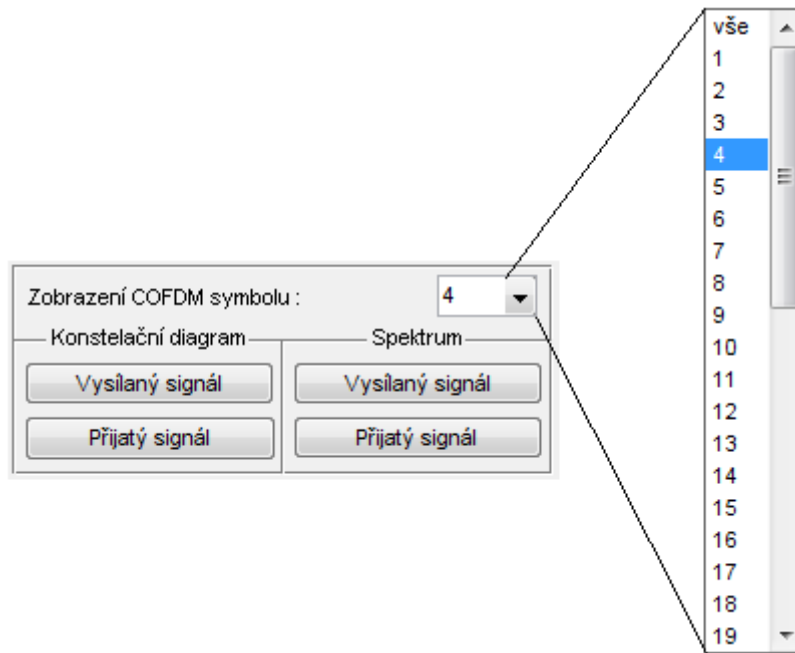 Zobrazení COFDM symbolu :
4
Konstelační diagram
Spektrum
Vysílaný signál
Vysílaný signál
Přijatý signál
Přijatý signál
vše
1
2
3
4
5
6
7
8
9
10
11
12
13
14
15
16
17
18
19